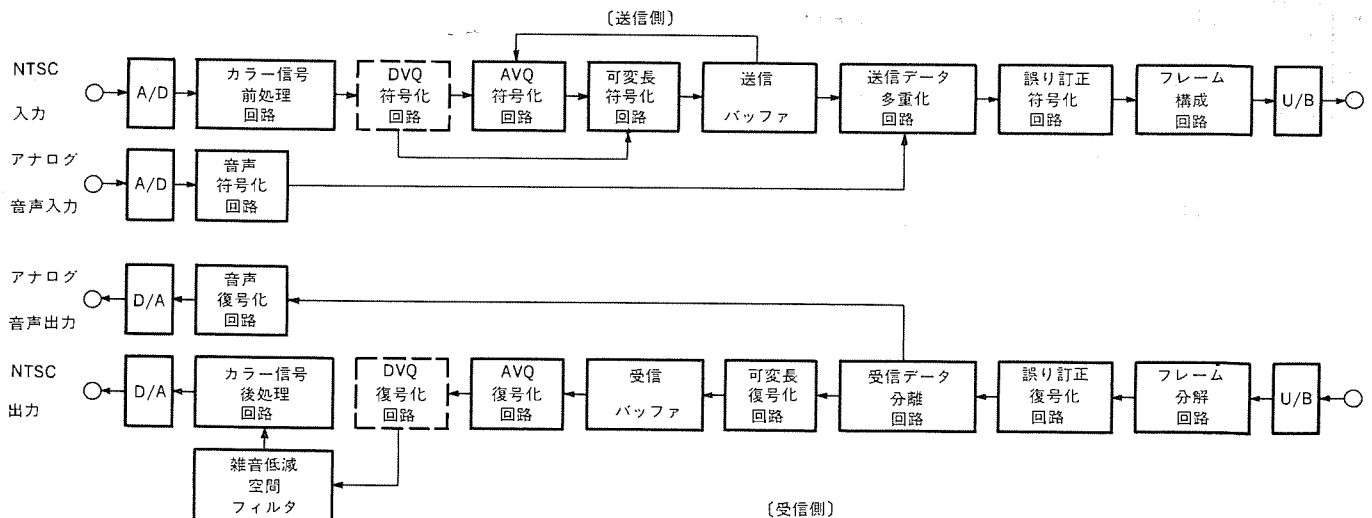 〔送信側〕
NTSC
入力
A/D
カラー信号
前処理
回路
DVQ
符号化
回路
AVQ
符号化
回路
可変長
符号化
回路
送信
バッファ
送信データ
多重化
回路
誤り訂正
符号化
回路
フレーム
構成
回路
U/B
アナログ
音声入力
A/D
音声
符号化
回路
アナログ
音声出力
D/A
音声
復号化
回路
NTSC
出力
D/A
カラー信号
後処理
回路
DVQ
復号化
回路
AVQ
復号化
回路
受信
バッファ
可変長
復号化
回路
受信データ
分離
回路
誤り訂正
復号化
回路
フレーム
分解
回路
U/B
雑音低減
空間
フィルタ
〔受信側〕